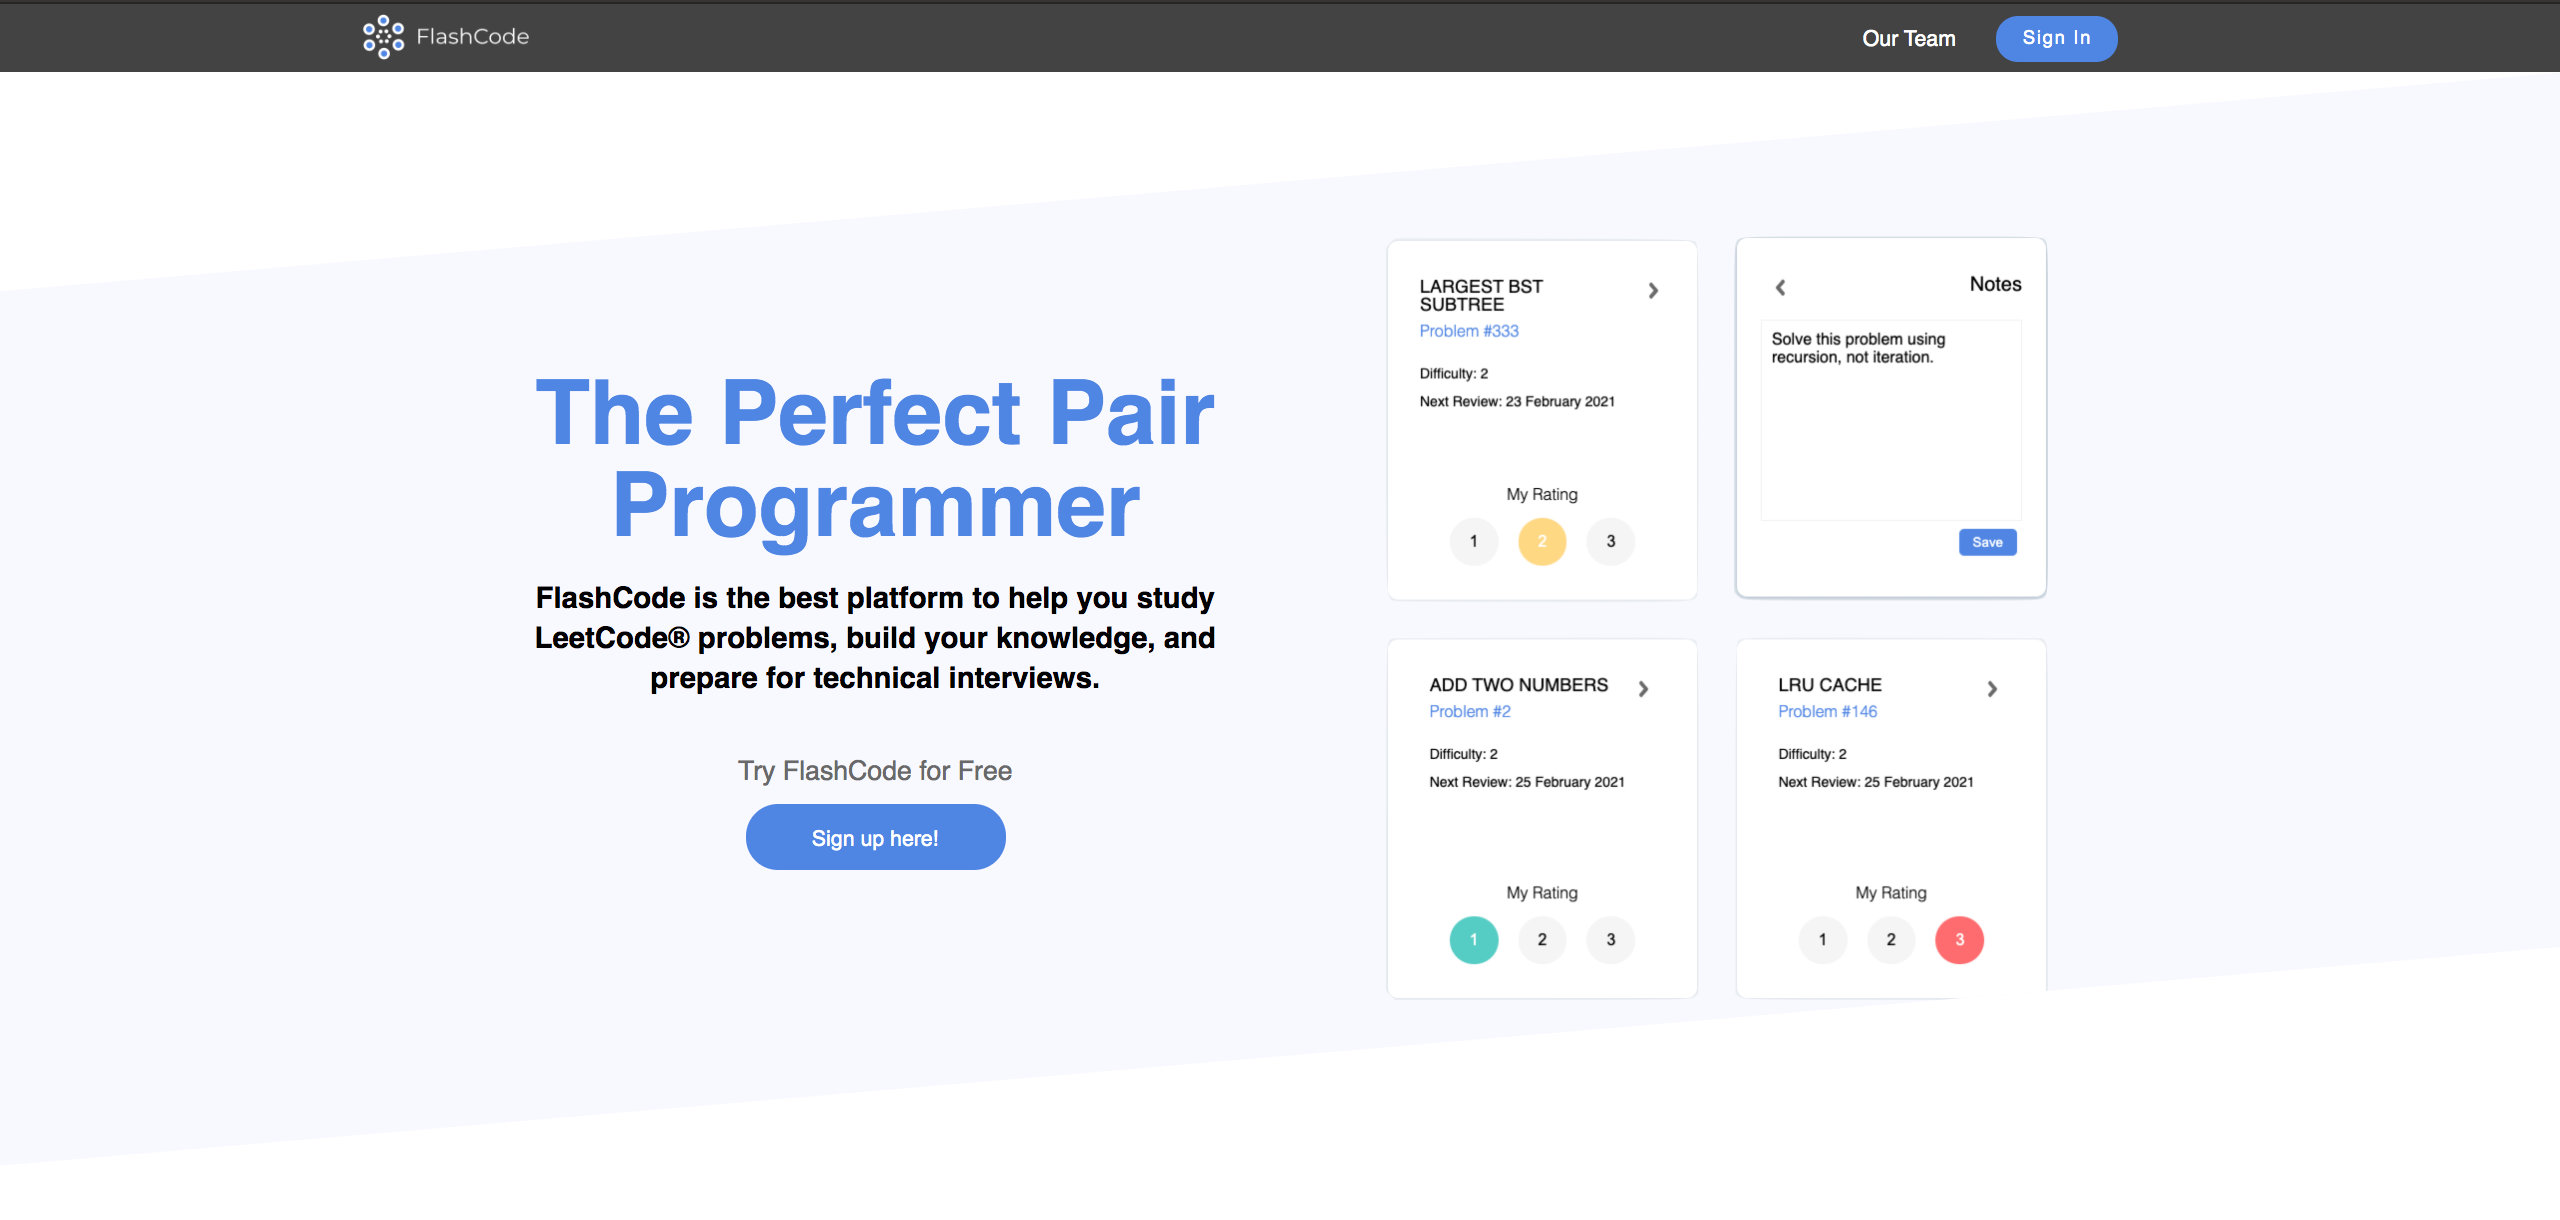 FlashCode
Our Team
Sign In
The Perfect Pair
Programmer
FlashCode is the best platform to help you study
LeetCode® problems, build your knowledge, and
prepare for technical interviews.
Try FlashCode for Free
Sign up here!
LARGEST BST
SUBTREE
Problem #333
Difficulty: 2
Next Review: 23 February 2021
My Rating
1 2 3
Notes
Solve this problem using
recursion, not iteration.
Save
ADD TWO NUMBERS
Problem #2
Difficulty: 2
Next Review: 25 February 2021
My Rating
1 2 3
LRU CACHE
Problem #146
Difficulty: 2
Next Review: 25 February 2021
My Rating
1 2 3